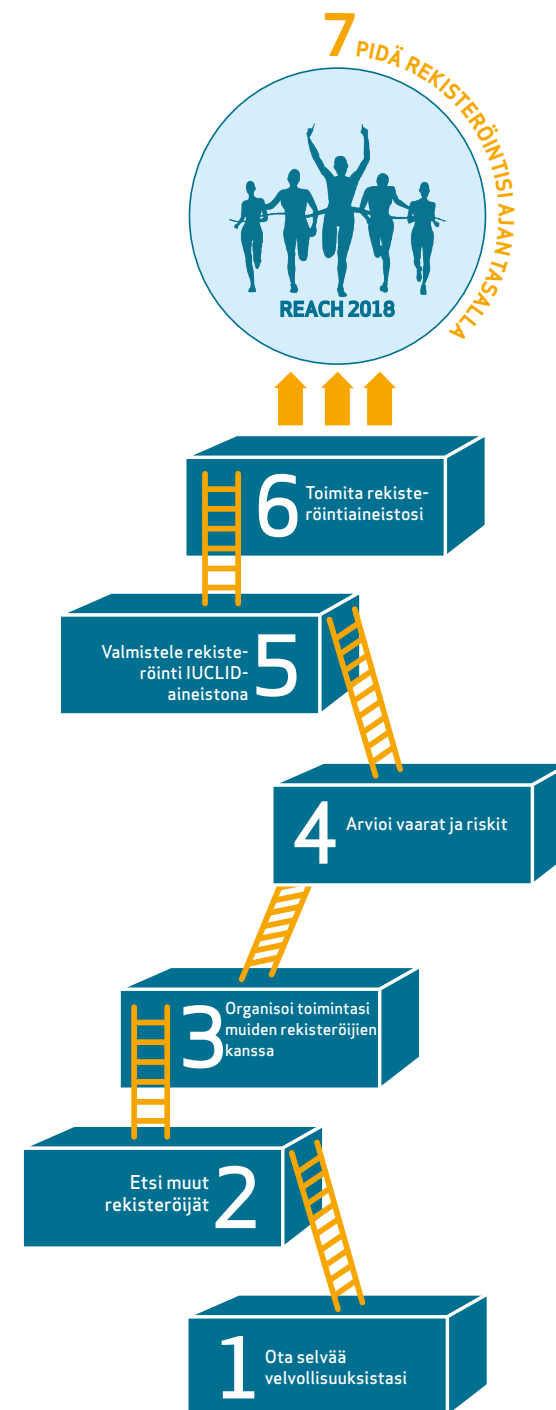 7 PIDÄ REKISTERÖINTISI AJAN TASALLA
REACH 2018
6 Toimita rekiste-
röintiaineistosi
5 Valmistele rekiste-
röinti IUCLID-
aineistona
4 Arvioi vaarat ja riskit
3 Organisoi toimintasi
muiden rekisteröijien
kanssa
2 Etsi muut
rekisteröijät
1 Ota selvää
velvollisuuksistasi